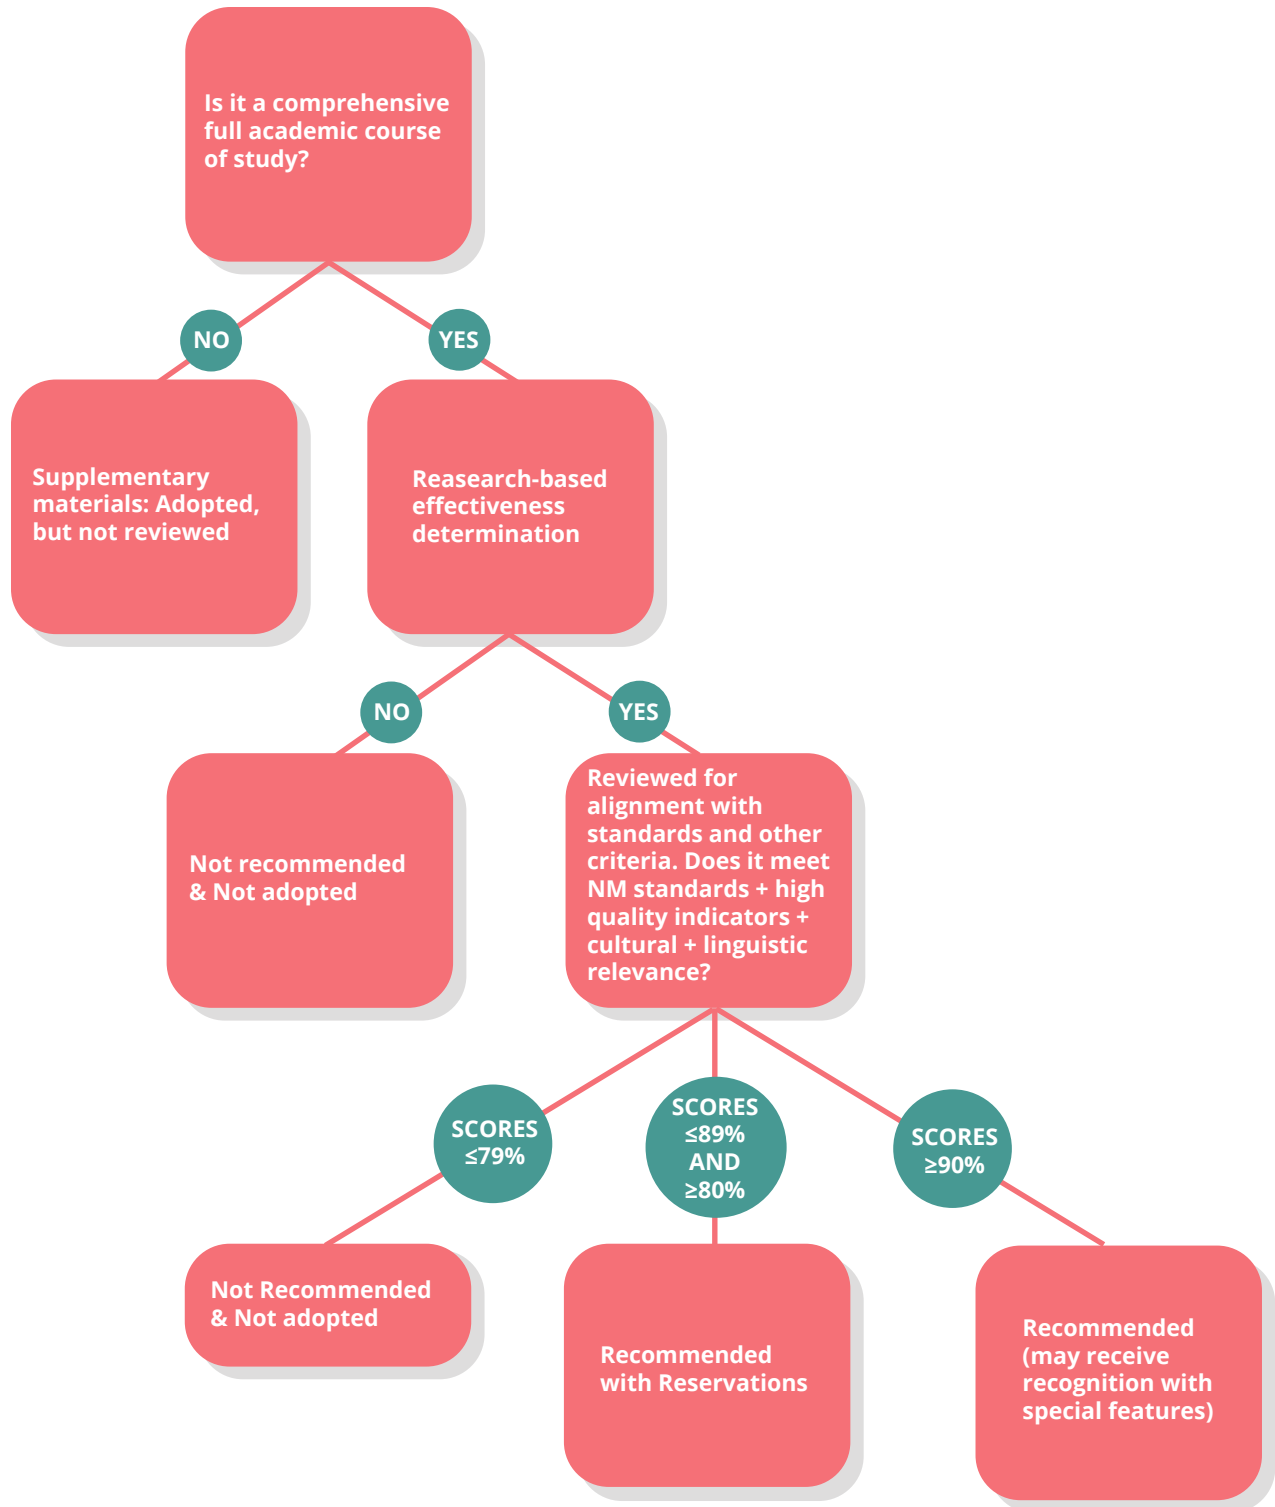 Is it a comprehensive
full academic course
of study?
NO
YES
Supplementary
materials: Adopted,
but not reviewed
Reasearch-based
effectiveness
determination
NO
YES
Not recommended
& Not adopted
Reviewed for
alignment with
standards and other
criteria. Does it meet
NM standards + high
quality indicators +
cultural + linguistic
relevance?
SCORES
≤79%
SCORES
≤89%
AND
≥80%
SCORES
≥90%
Not Recommended
& Not adopted
Recommended
with Reservations
Recommended
(may receive
recognition with
special features)